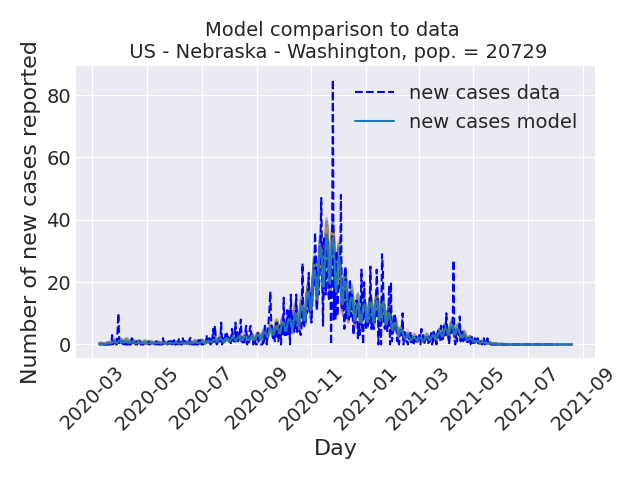 Model comparison to data
US - Nebraska - Washington, pop. = 20729
Number of new cases reported
80
60
40
20
0
new cases data
new cases model
2020-03
2020-05
2020-07
2020-09
2020-11
2021-01
2021-03
2021-05
2021-07
2021-09
Day